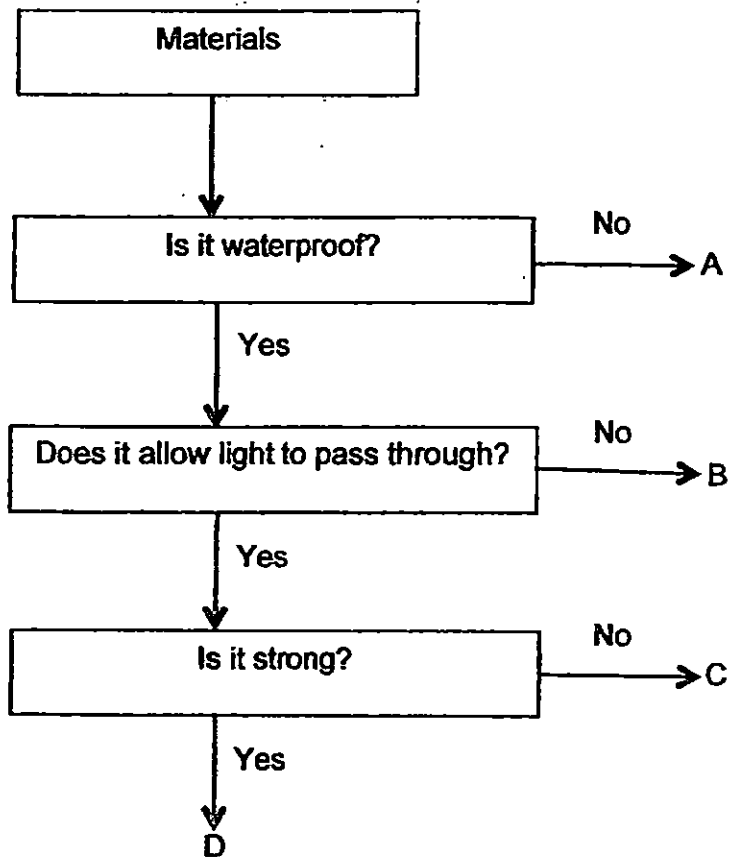 Materials
Is it waterproof?
No
A
Yes
Does it allow light to pass through?
No
B
Yes
Is it strong?
No
C
Yes
D